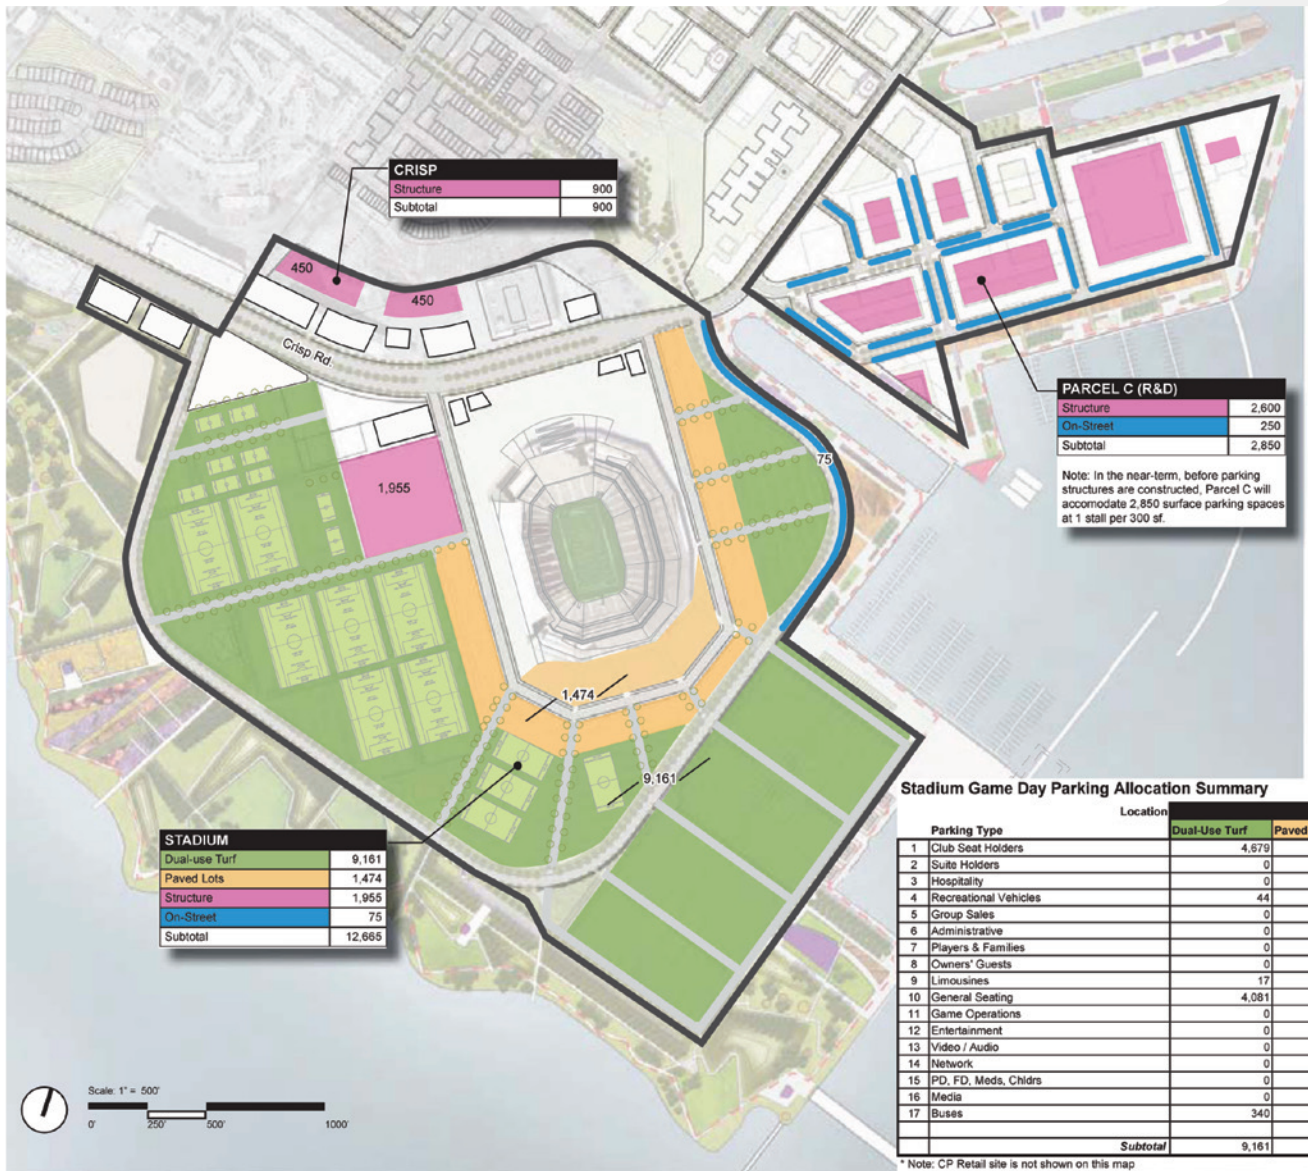 CRISP
Structure 900
Subtotal 900
450
450
Crisp Rd.
PARCEL C (R&D)
Structure 2,600
On-Street 250
Subtotal 2,850
Note: In the near-term, before parking
structures are constructed, Parcel C will
accomodate 2,850 surface parking spaces
at 1 stall per 300 sf.
75
1,955
1,474
9,161
STADIUM
Dual-use Turf 9,161
Paved Lots 1,474
Structure 1,955
On-Street 75
Subtotal 12,665
Stadium Game Day Parking Allocation Summary
Location
Parking Type Dual-Use Turf Paved
1 Club Seat Holders 4,679
2 Suite Holders 0
3 Hospitality 0
4 Recreational Vehicles 44
5 Group Sales 0
6 Administrative 0
7 Players & Families 0
8 Owners' Guests 0
9 Limousines 17
10 General Seating 4,081
11 Game Operations 0
12 Entertainment 0
13 Video / Audio 0
14 Network 0
15 PD, FD, Meds, Chldrs 0
16 Media 0
17 Buses 340
Subtotal 9,161
* Note: CP Retail site is not shown on this map
Scale: 1" = 500'
0' 250' 500' 1000'